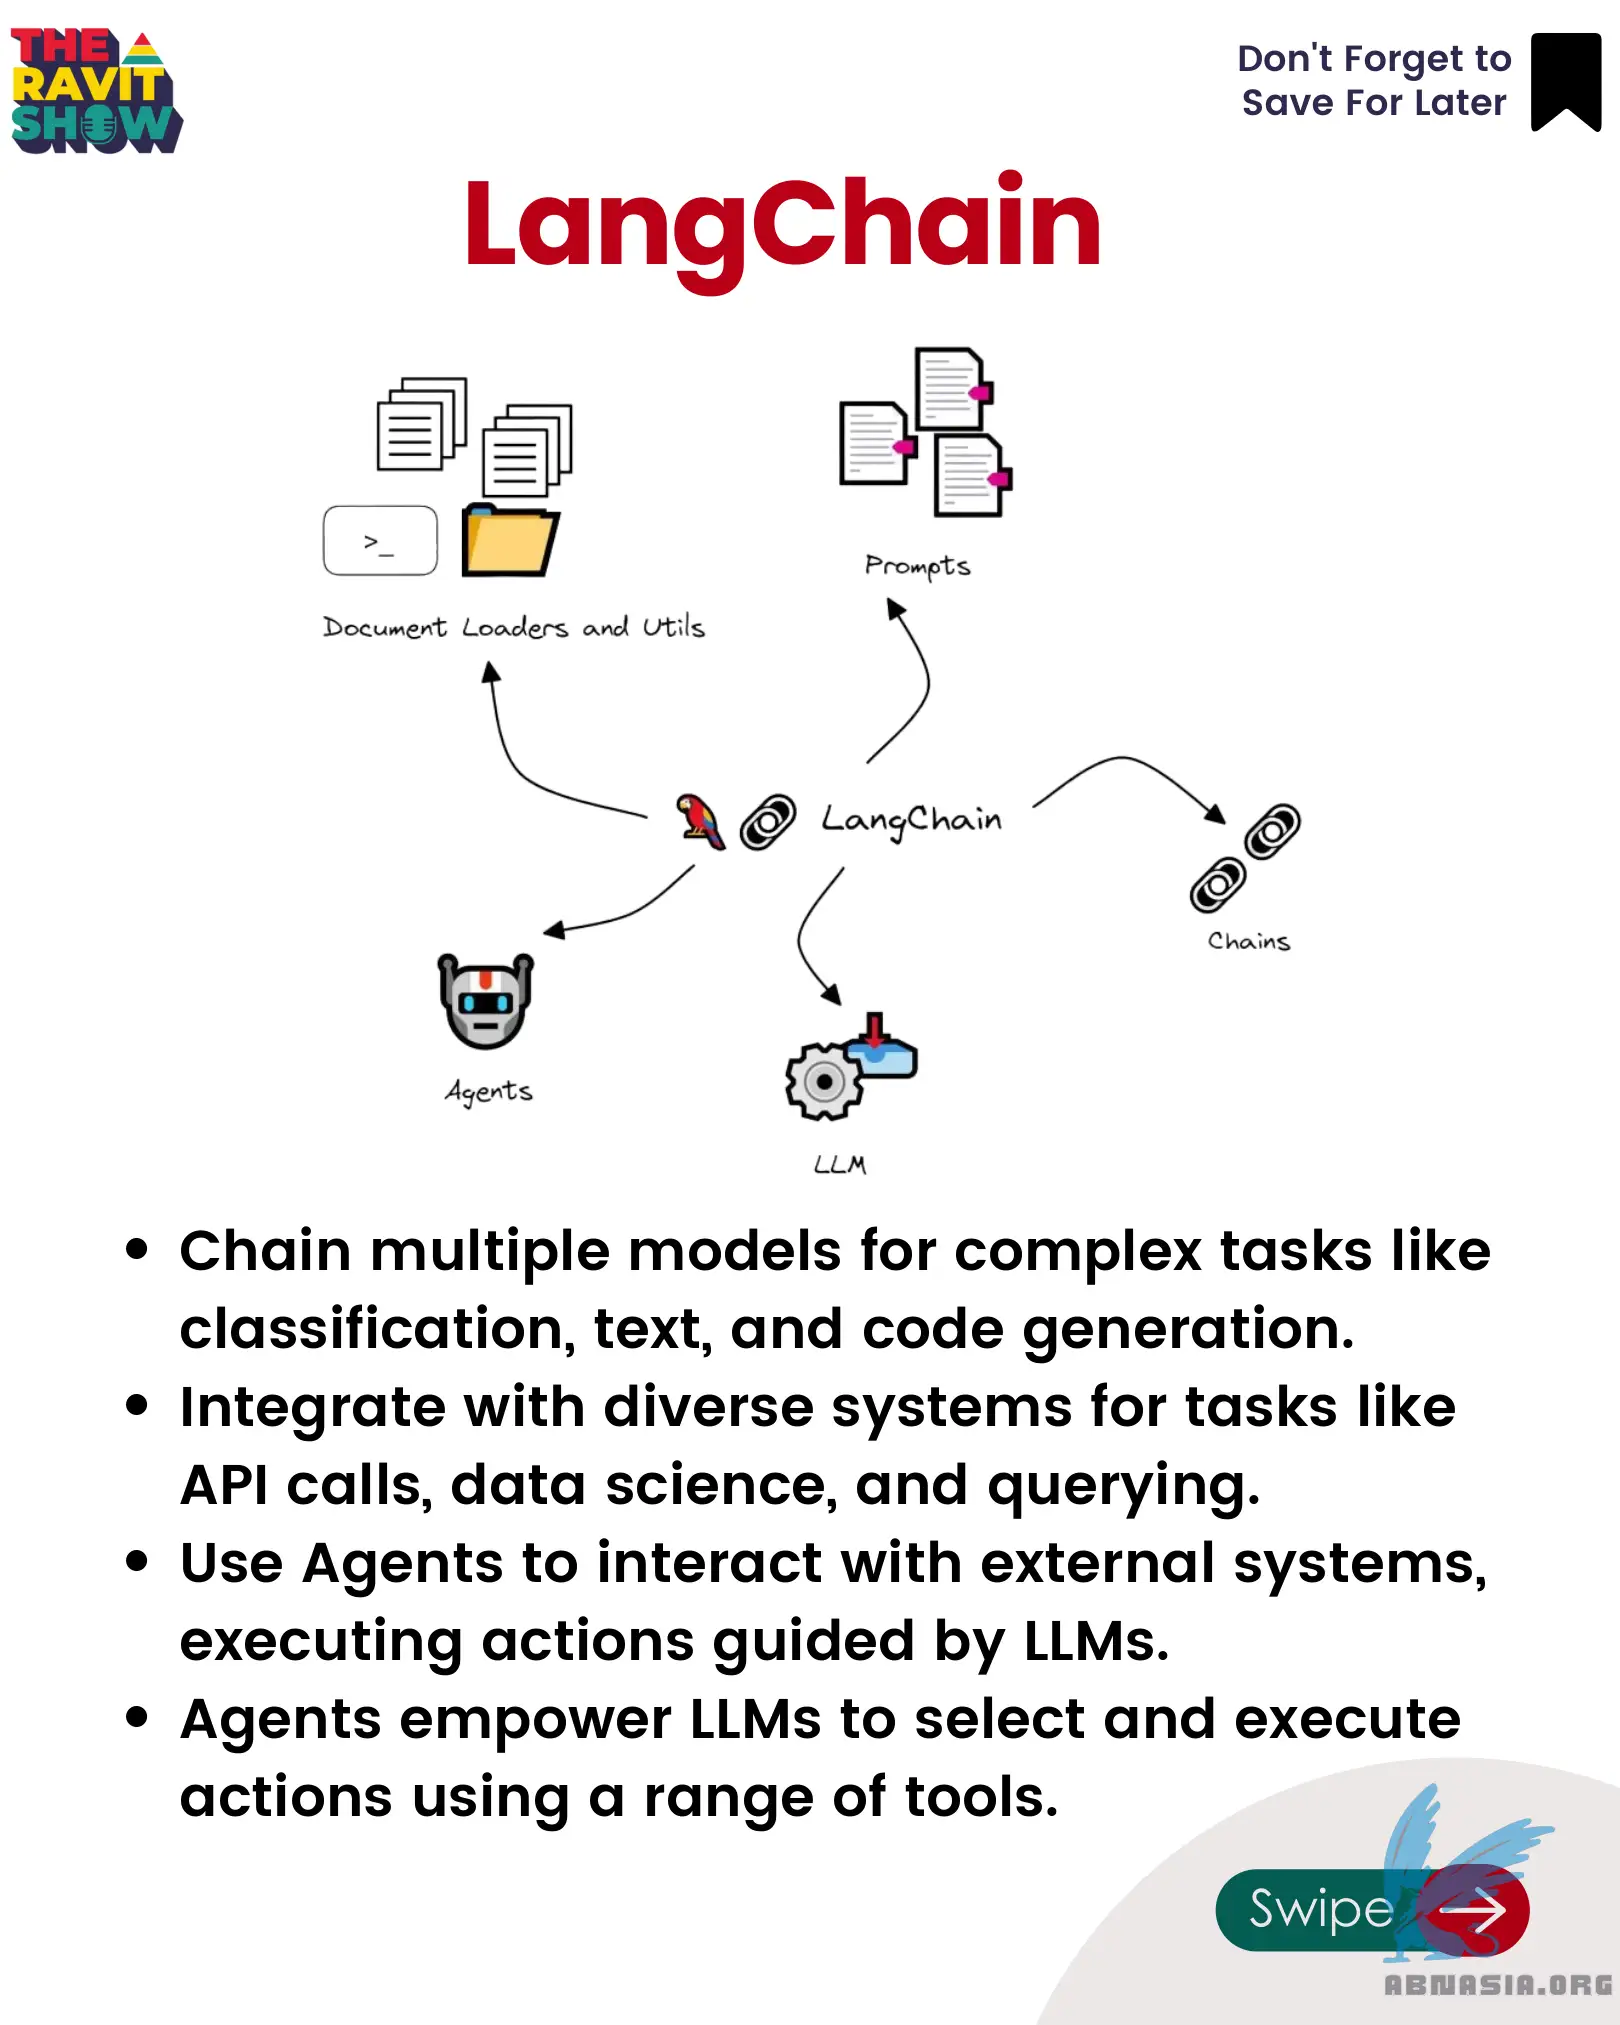 THE
RAVIT
SHOW
Don't Forget to
Save For Later
LangChain
>_
Document Loaders and Utils
Prompts
LangChain
Chains
Agents
LLM
• Chain multiple models for complex tasks like
classification, text, and code generation.
• Integrate with diverse systems for tasks like
API calls, data science, and querying.
• Use Agents to interact with external systems,
executing actions guided by LLMs.
• Agents empower LLMs to select and execute
actions using a range of tools.
Swipe
ABNASIA.ORG